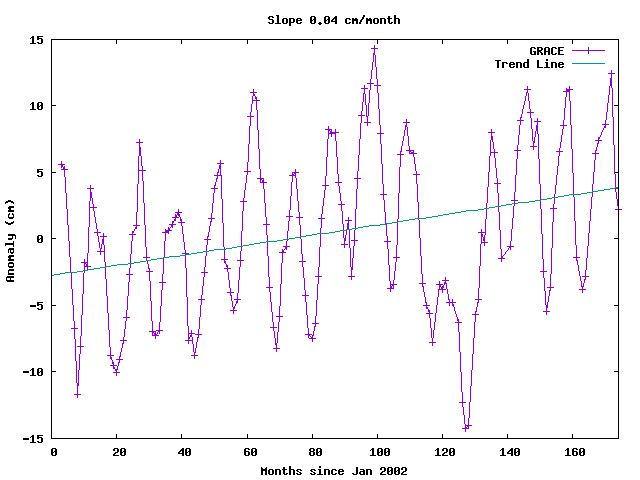 Slope 0.04 cm/month
GRACE
Trend Line
15
10
5
0
-5
-10
-15
Anomaly (cm)
0 20 40 60 80 100 120 140 160
Months since Jan 2002